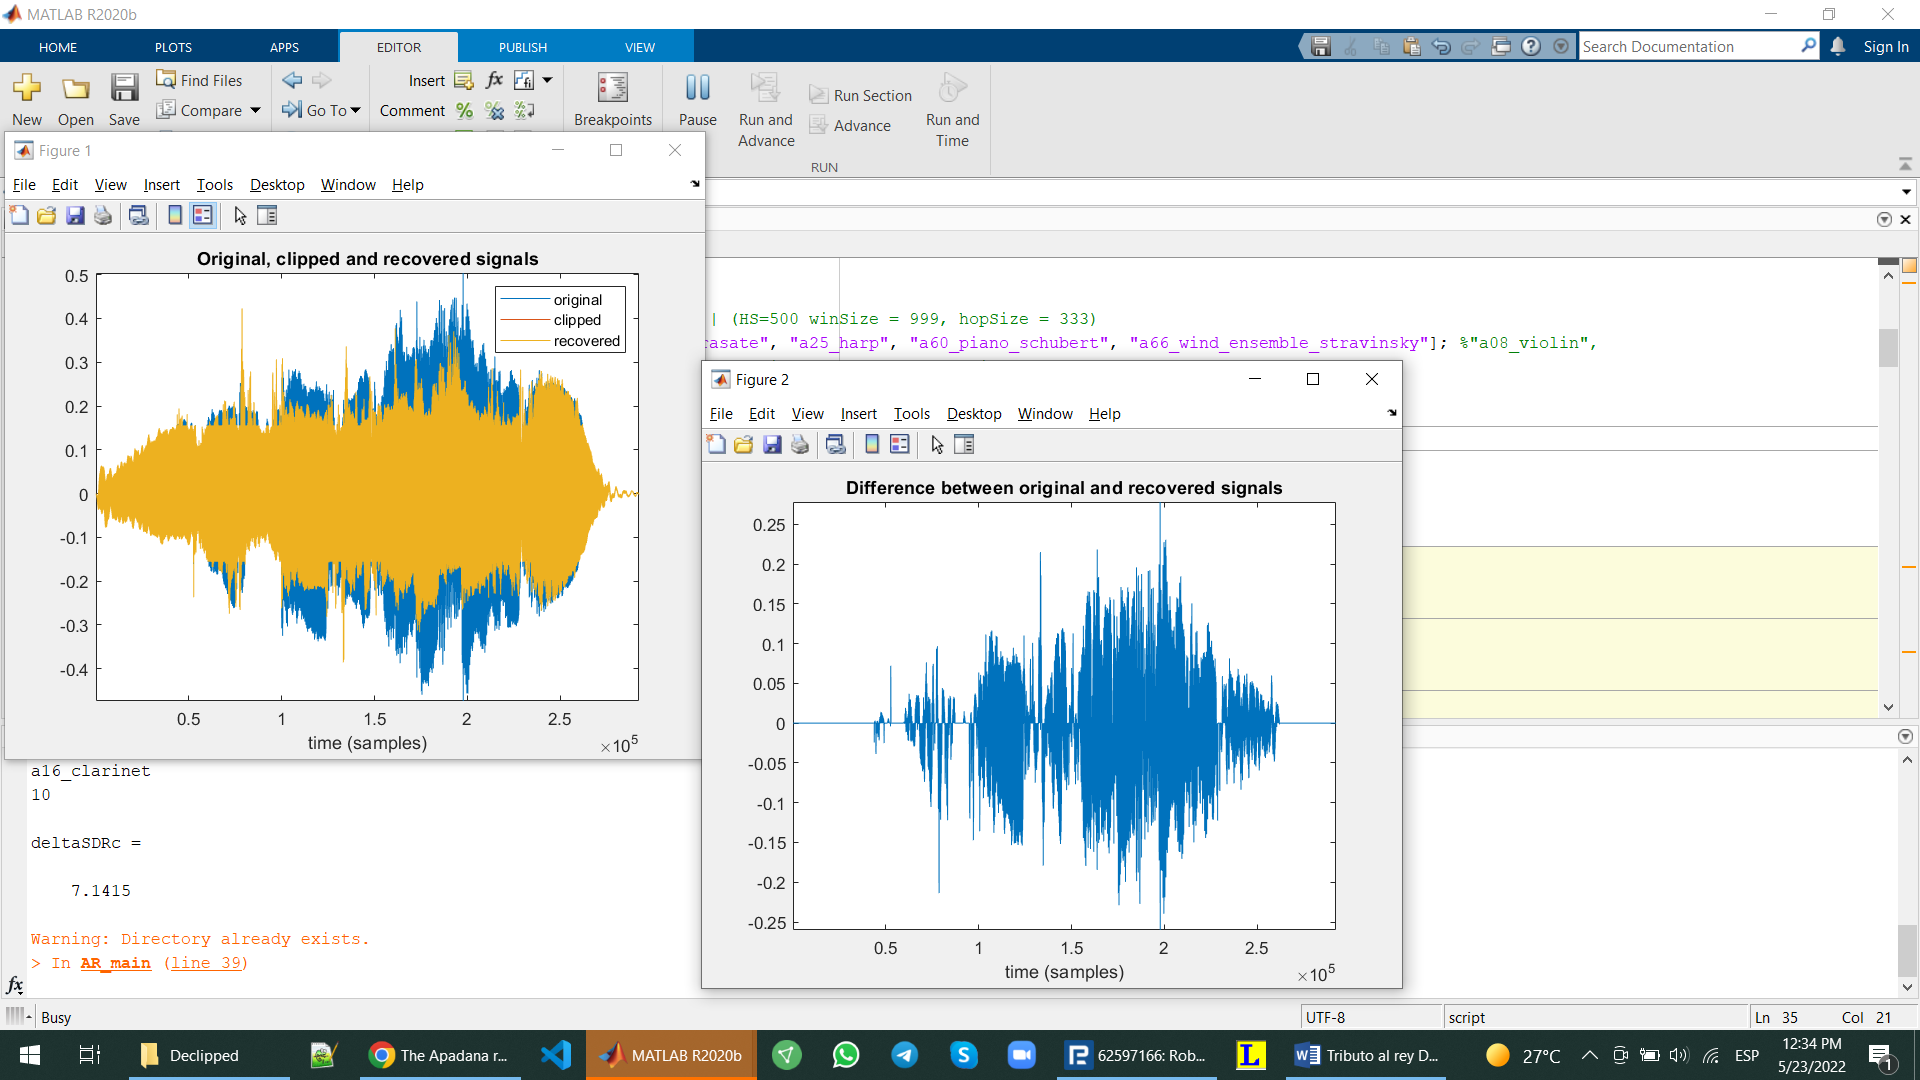 MATLAB R2020b
HOME PLOTS APPS EDITOR PUBLISH VIEW
Search Documentation
Sign In
New
Open
Save
Find Files
Compare
Go To
Insert
fx
fi
Comment
Breakpoints
Pause
Run and
Advance
Run Section
Advance
Run and
Time
RUN
Figure 1
File Edit View Insert Tools Desktop Window Help
Original, clipped and recovered signals
0.5
0.4
0.3
0.2
0.1
0
-0.1
-0.2
-0.3
-0.4
original
clipped
recovered
0.5 1 1.5 2 2.5
time (samples)
×10^5
| (HS=500 winSize = 999, hopSize = 333)
rasate", "a25_harp", "a60_piano_schubert", "a66_wind_ensemble_stravinsky"]; %"a08_violin",
Figure 2
File Edit View Insert Tools Desktop Window Help
Difference between original and recovered signals
0.25
0.2
0.15
0.1
0.05
0
-0.05
-0.1
-0.15
-0.2
-0.25
0.5 1 1.5 2 2.5
time (samples)
×10^5
a16_clarinet
10
deltaSDRc =
7.1415
Warning: Directory already exists.
> In AR_main (line 39)
fx
Busy
UTF-8
script
Ln 35 Col 21
Declipped
The Apadana r...
MATLAB R2020b
62597166: Rob...
Tributo al rey D...
27°C
ESP
12:34 PM
5/23/2022
1